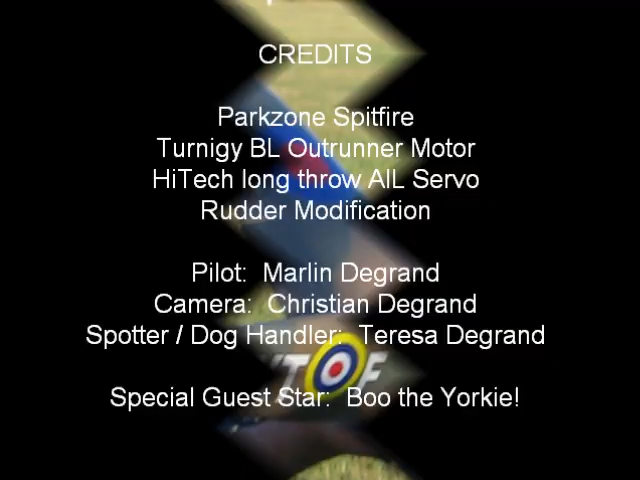 CREDITS
Parkzone Spitfire
Turnigy BL Outrunner Motor
HiTech long throw AIL Servo
Rudder Modification
Pilot:  Marlin Degrand
Camera:  Christian Degrand
Spotter / Dog Handler:  Teresa Degrand
Special Guest Star:  Boo the Yorkie!